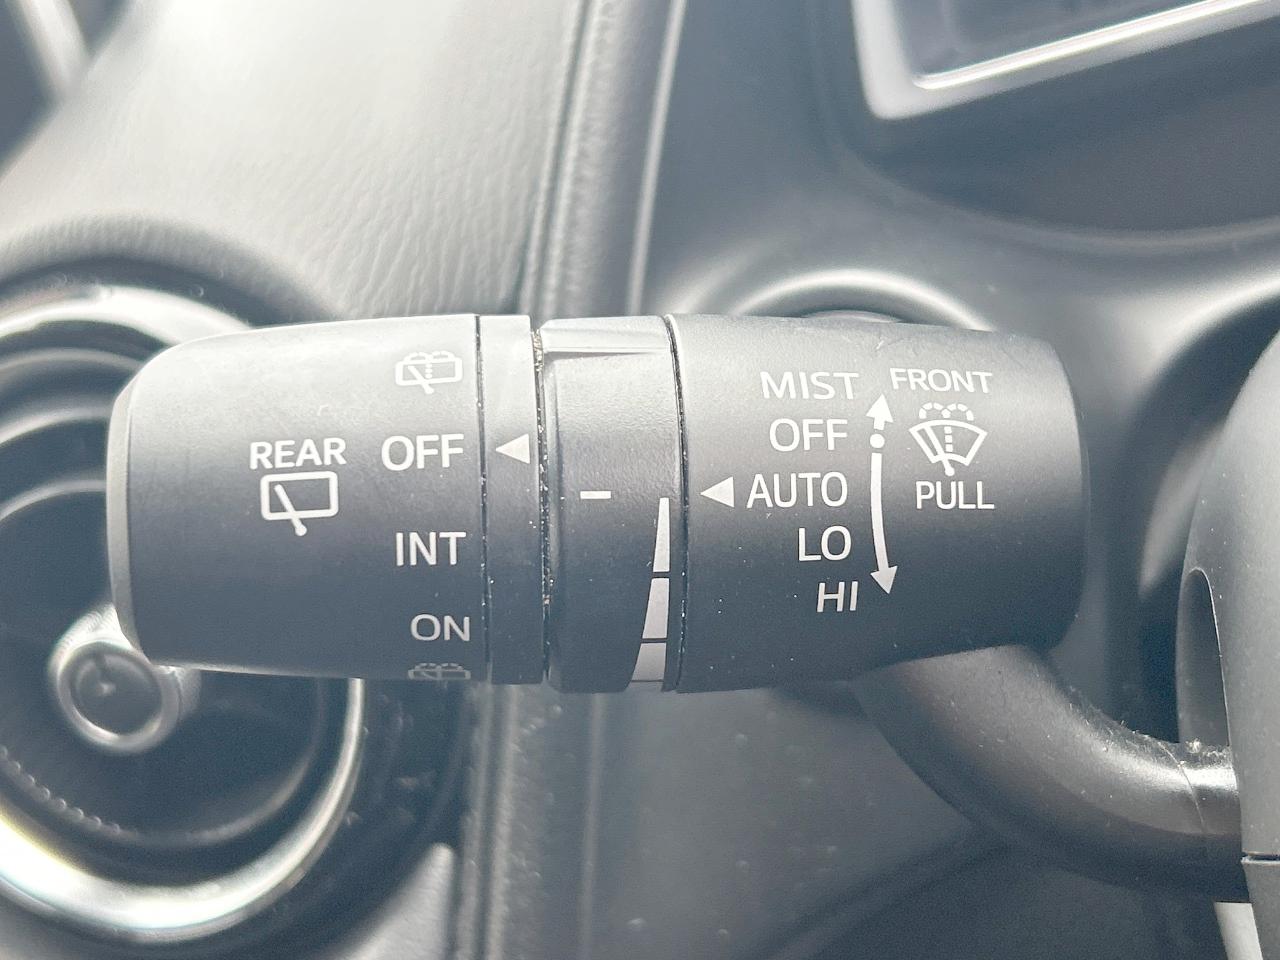 REAR
OFF
INT
ON
MIST
OFF
AUTO
LO
HI
FRONT
PULL